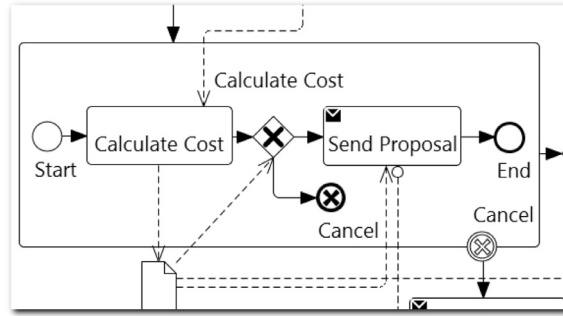 Calculate Cost
Calculate Cost
Send Proposal
Start
End
Cancel
Cancel